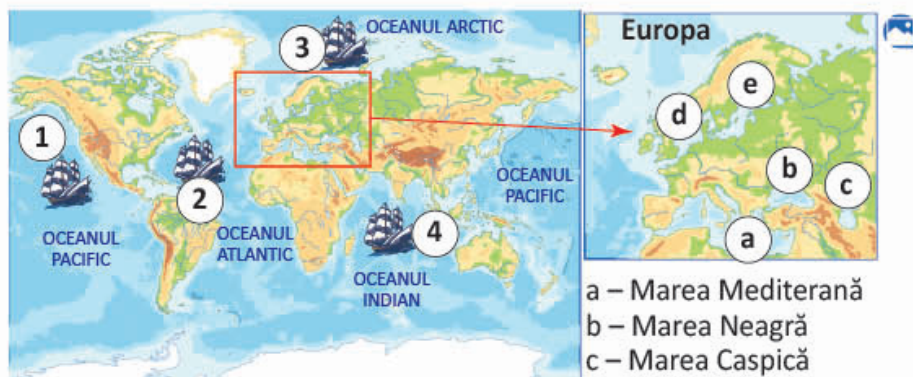 OCEANUL ARCTIC
3
1
2
4
OCEANUL
PACIFIC
OCEANUL
PACIFIC
OCEANUL
ATLANTIC
OCEANUL
INDIAN
Europa
e
d
b
c
a
a – Marea Mediterană
b – Marea Neagră
c – Marea Caspică